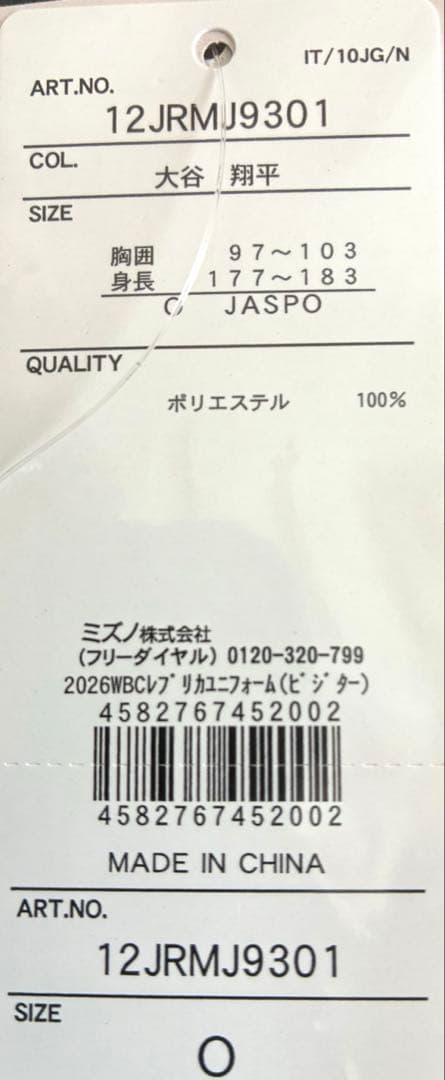 IT/10JG/N
ART.NO.
12JRMJ9301
COL.
大谷 翔平
SIZE
胸囲 97～103
身長 177～183
O JASPO
QUALITY
ポリエステル 100%
ミズノ株式会社
(フリーダイヤル) 0120-320-799
2026WBCﾚﾌﾟﾘｶﾕﾆﾌｫｰﾑ(ﾋﾞｼﾞﾀｰ)
4582767452002
4582767452002
MADE IN CHINA
ART.NO.
12JRMJ9301
SIZE
O